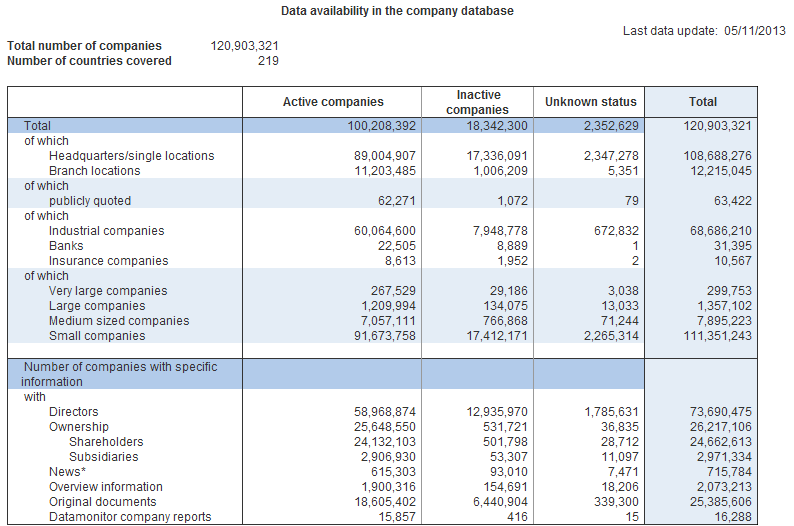 Data availability in the company database
Last data update: 05/11/2013
Total number of companies 120,903,321
Number of countries covered 219
Active companies Inactive companies Unknown status Total
Total 100,208,392 18,342,300 2,352,629 120,903,321
of which
Headquarters/single locations 89,004,907 17,336,091 2,347,278 108,688,276
Branch locations 11,203,485 1,006,209 5,351 12,215,045
of which
publicly quoted 62,271 1,072 79 63,422
of which
Industrial companies 60,064,600 7,948,778 672,832 68,686,210
Banks 22,505 8,889 1 31,395
Insurance companies 8,613 1,952 2 10,567
of which
Very large companies 267,529 29,186 3,038 299,753
Large companies 1,209,994 134,075 13,033 1,357,102
Medium sized companies 7,057,111 766,868 71,244 7,895,223
Small companies 91,673,758 17,412,171 2,265,314 111,351,243
Number of companies with specific
information
with
Directors 58,968,874 12,935,970 1,785,631 73,690,475
Ownership 25,648,550 531,721 36,835 26,217,106
Shareholders 24,132,103 501,798 28,712 24,662,613
Subsidiaries 2,906,930 53,307 11,097 2,971,334
News* 615,303 93,010 7,471 715,784
Overview information 1,900,316 154,691 18,206 2,073,213
Original documents 18,605,402 6,440,904 339,300 25,385,606
Datamonitor company reports 15,857 416 15 16,288